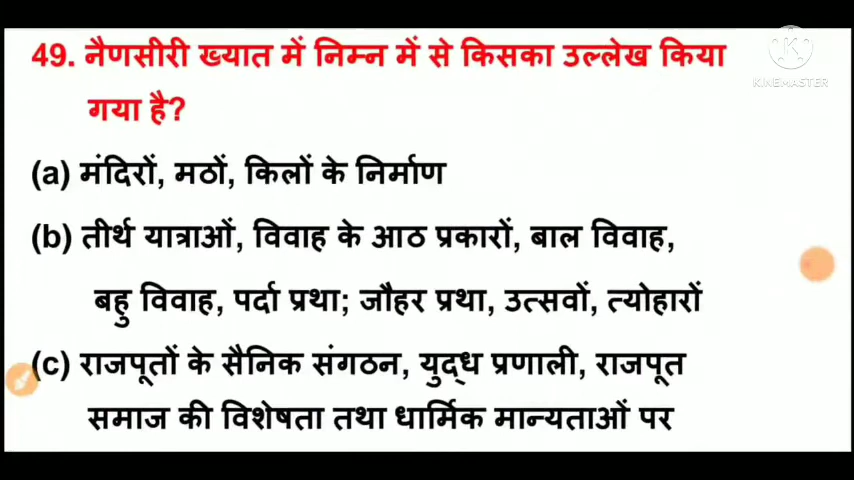 49. नैणसीरी ख्यात में निम्न में से किसका उल्लेख किया
गया है?
KINEMASTER
(a) मंदिरों, मठों, किलों के निर्माण
(b) तीर्थ यात्राओं, विवाह के आठ प्रकारों, बाल विवाह,
बहु विवाह, पर्दा प्रथा; जौहर प्रथा, उत्सवों, त्योहारों
(c) राजपूतों के सैनिक संगठन, युद्ध प्रणाली, राजपूत
समाज की विशेषता तथा धार्मिक मान्यताओं पर